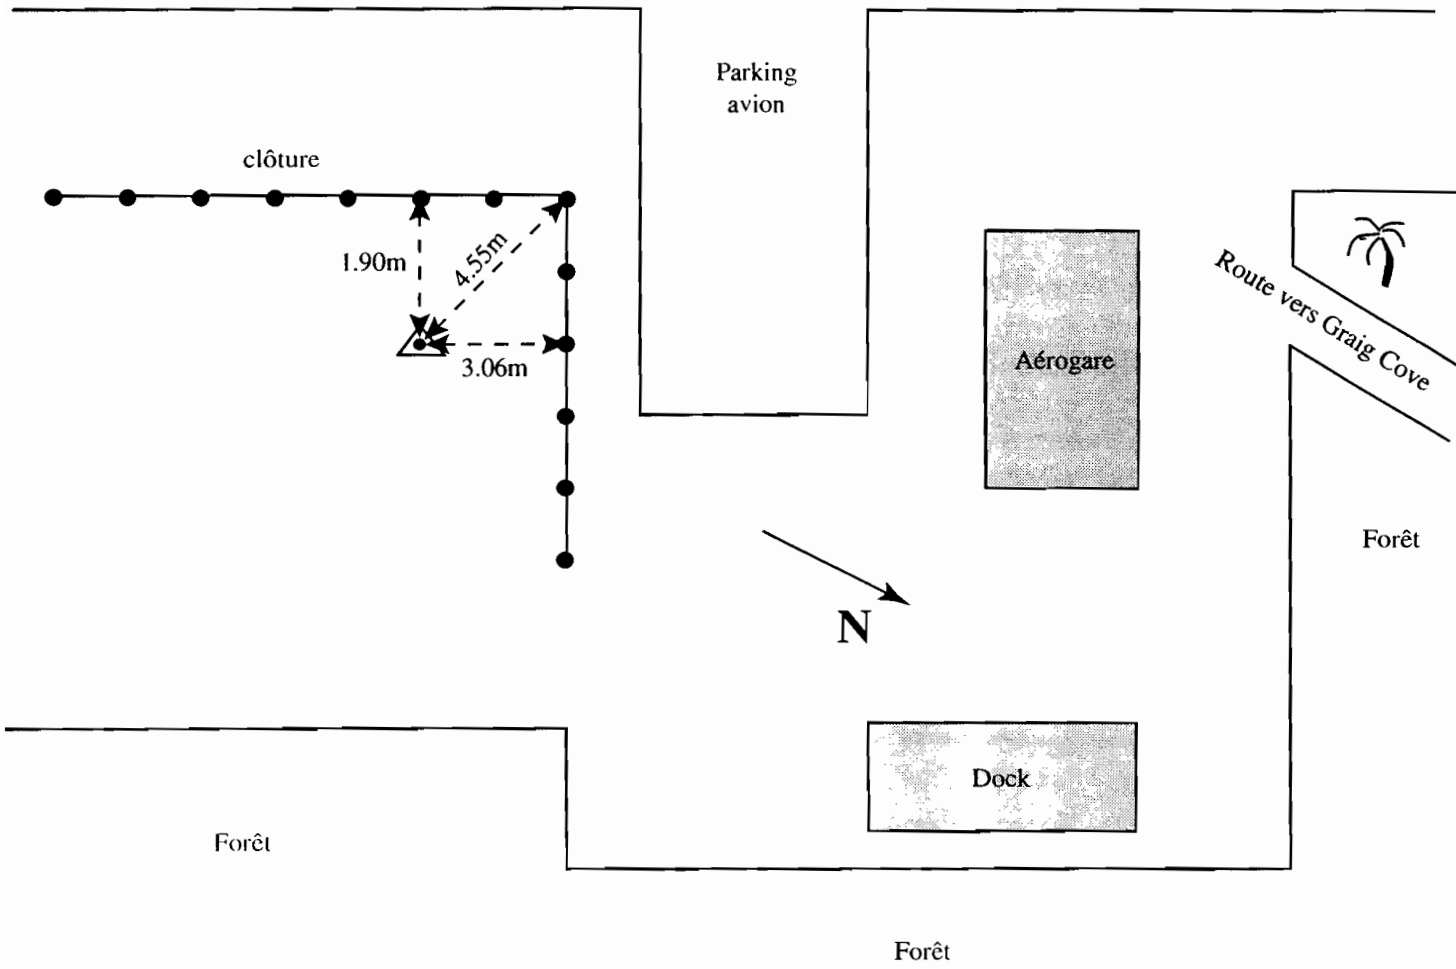 Parking
avion
clôture
1.90m
4.55m
3.06m
Route vers Graig Cove
Aérogare
Forêt
N
Dock
Forêt
Forêt